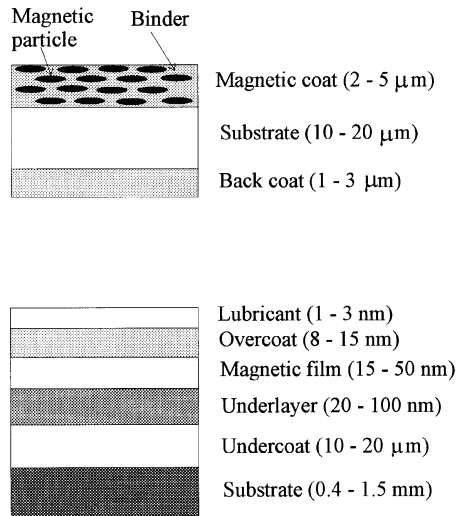 Magnetic particle
Binder
Magnetic coat (2 - 5 μm)
Substrate (10 - 20 μm)
Back coat (1 - 3 μm)
Lubricant (1 - 3 nm)
Overcoat (8 - 15 nm)
Magnetic film (15 - 50 nm)
Underlayer (20 - 100 nm)
Undercoat (10 - 20 μm)
Substrate (0.4 - 1.5 mm)